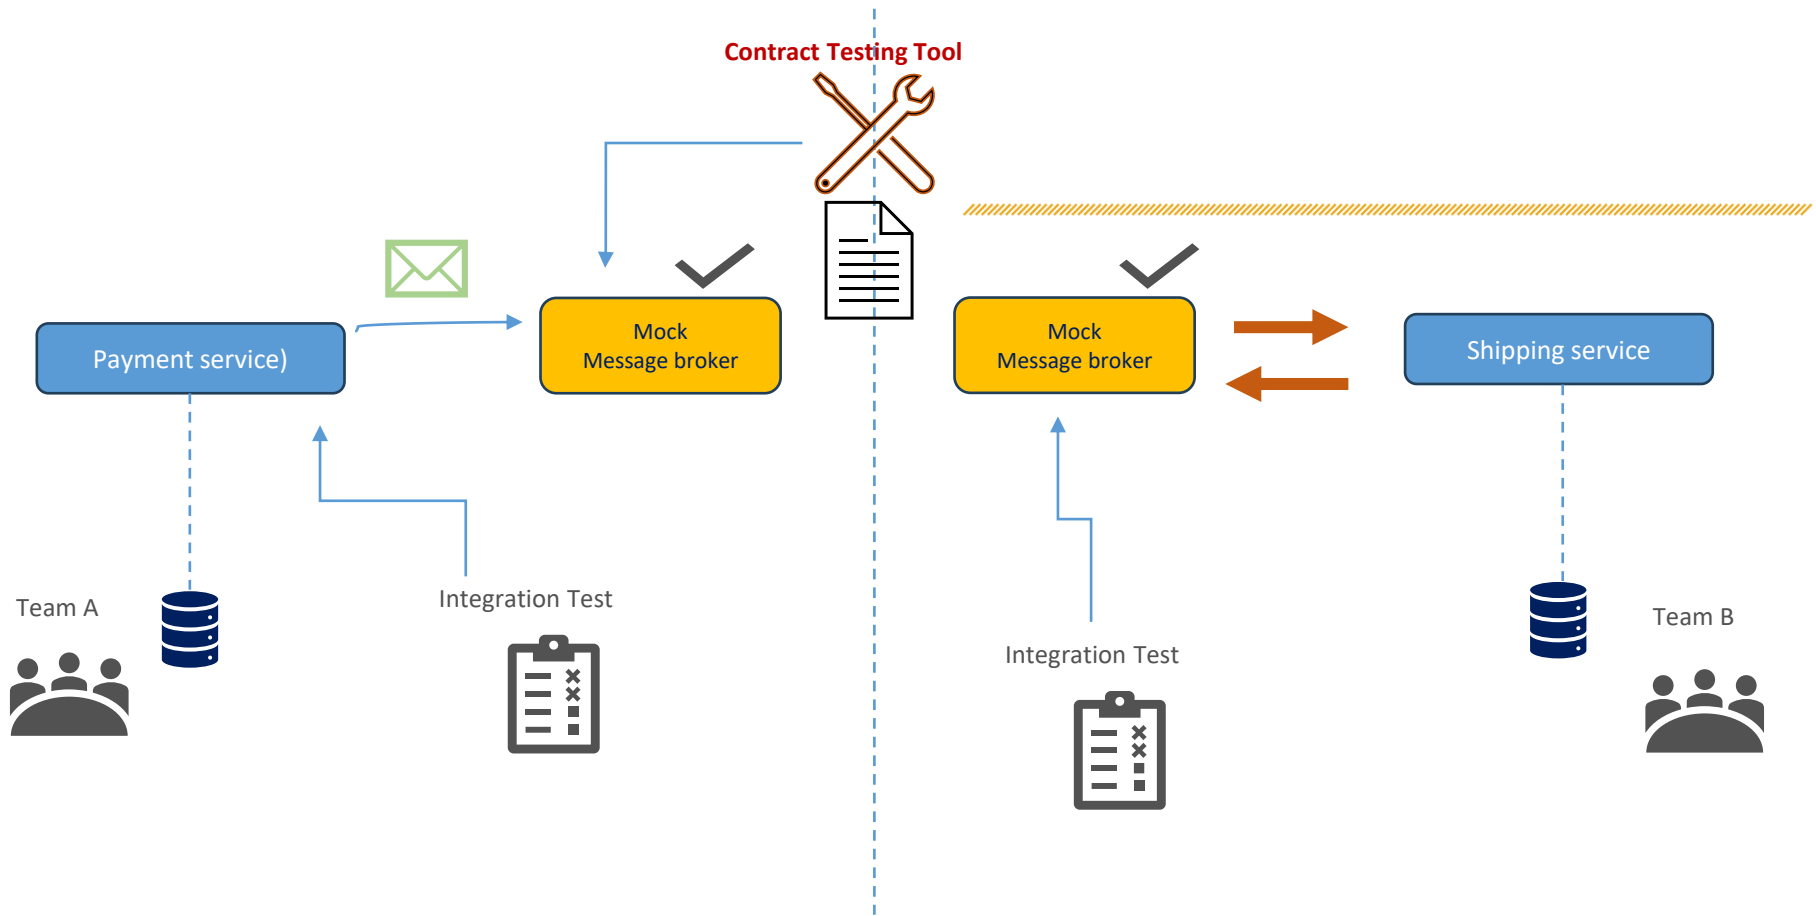 Contract Testing Tool
Payment service)
Mock
Message broker
Mock
Message broker
Shipping service
Team A
Integration Test
Integration Test
Team B